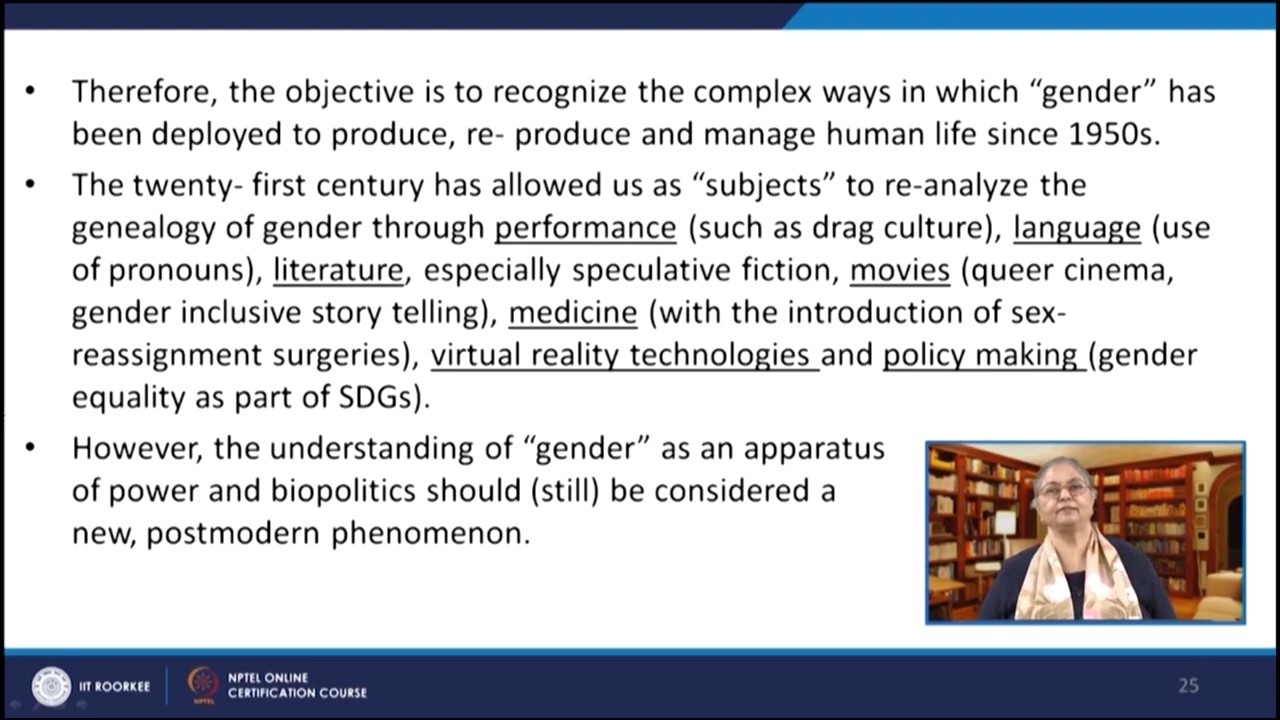 • Therefore, the objective is to recognize the complex ways in which “gender” has
been deployed to produce, re- produce and manage human life since 1950s.
• The twenty- first century has allowed us as “subjects” to re-analyze the
genealogy of gender through performance (such as drag culture), language (use
of pronouns), literature, especially speculative fiction, movies (queer cinema,
gender inclusive story telling), medicine (with the introduction of sex-
reassignment surgeries), virtual reality technologies and policy making (gender
equality as part of SDGs).
• However, the understanding of “gender” as an apparatus
of power and biopolitics should (still) be considered a
new, postmodern phenomenon.
IIT ROORKEE
NPTEL
NPTEL ONLINE
CERTIFICATION COURSE
25